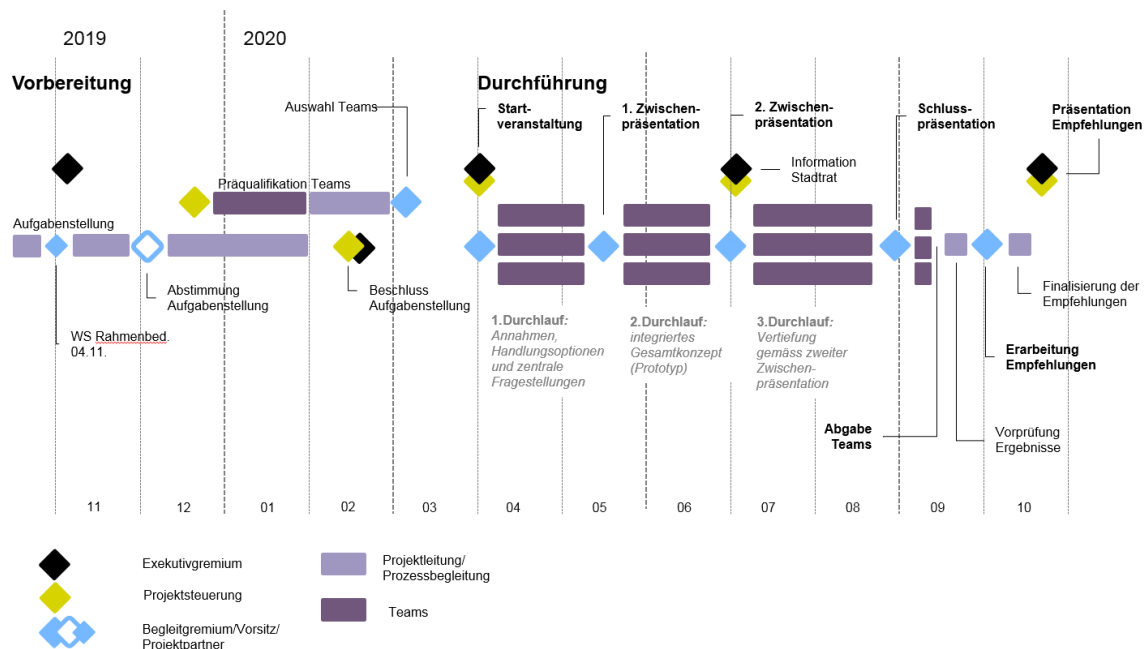 2019
2020
Vorbereitung
Durchführung
Auswahl Teams
Start-
veranstaltung
1. Zwischen-
präsentation
2. Zwischen-
präsentation
Schluss-
präsentation
Präsentation
Empfehlungen
Information
Stadtrat
Präqualifikation Teams
Aufgabenstellung
Abstimmung
Aufgabenstellung
Beschluss
Aufgabenstellung
WS Rahmenbed.
04.11.
1.Durchlauf:
Annahmen,
Handlungsoptionen
und zentrale
Fragestellungen
2.Durchlauf:
integriertes
Gesamtkonzept
(Prototyp)
3.Durchlauf:
Vertiefung
gemäss zweiter
Zwischen-
präsentation
Finalisierung der
Empfehlungen
Erarbeitung
Empfehlungen
Abgabe
Teams
Vorprüfung
Ergebnisse
11
12
01
02
03
04
05
06
07
08
09
10
Exekutivgremium
Projektsteuerung
Begleitgremium/Vorsitz/
Projektpartner
Projektleitung/
Prozessbegleitung
Teams